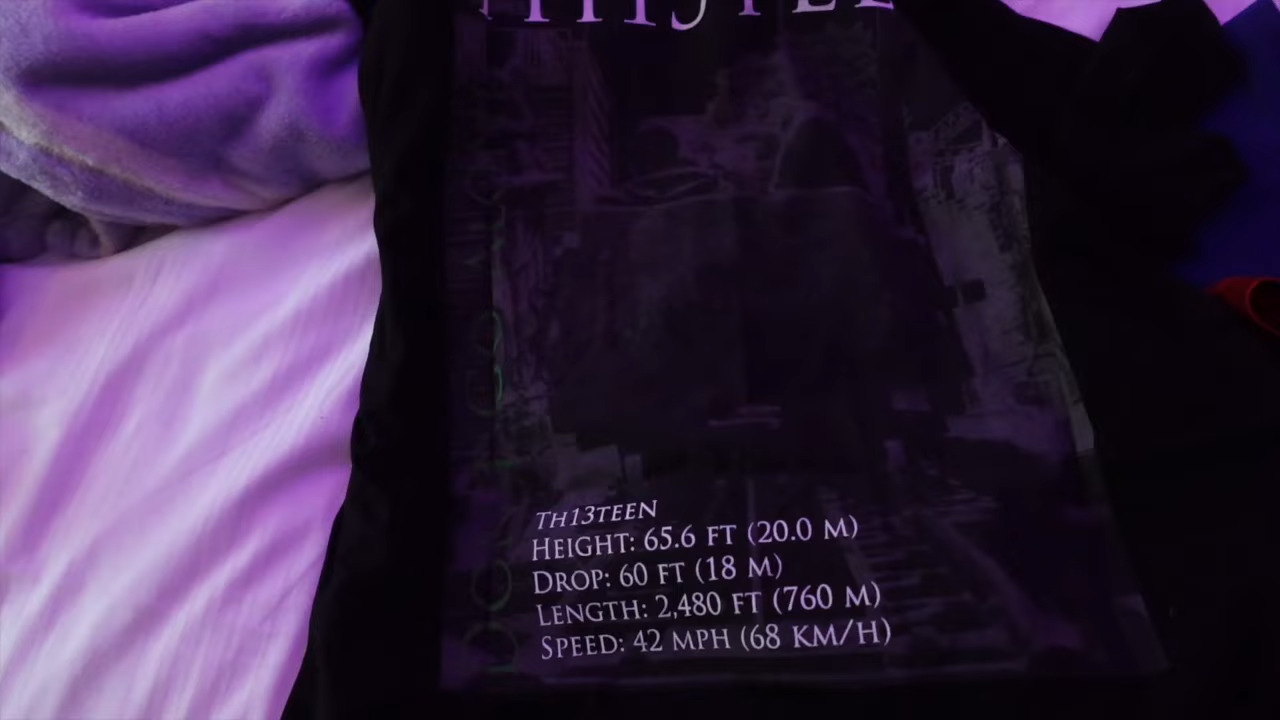 TH13TEEN
TH13TEEN
HEIGHT: 65.6 FT (20.0 M)
DROP: 60 FT (18 M)
LENGTH: 2,480 FT (760 M)
SPEED: 42 MPH (68 KM/H)